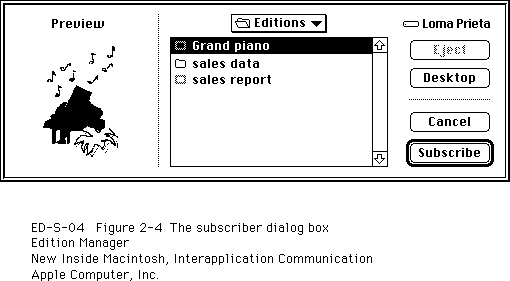 Preview
Editions
Loma Prieta
Grand piano
sales data
sales report
Eject
Desktop
Cancel
Subscribe
ED-S-04 Figure 2-4 The subscriber dialog box
Edition Manager
New Inside Macintosh, Interapplication Communication
Apple Computer, Inc.